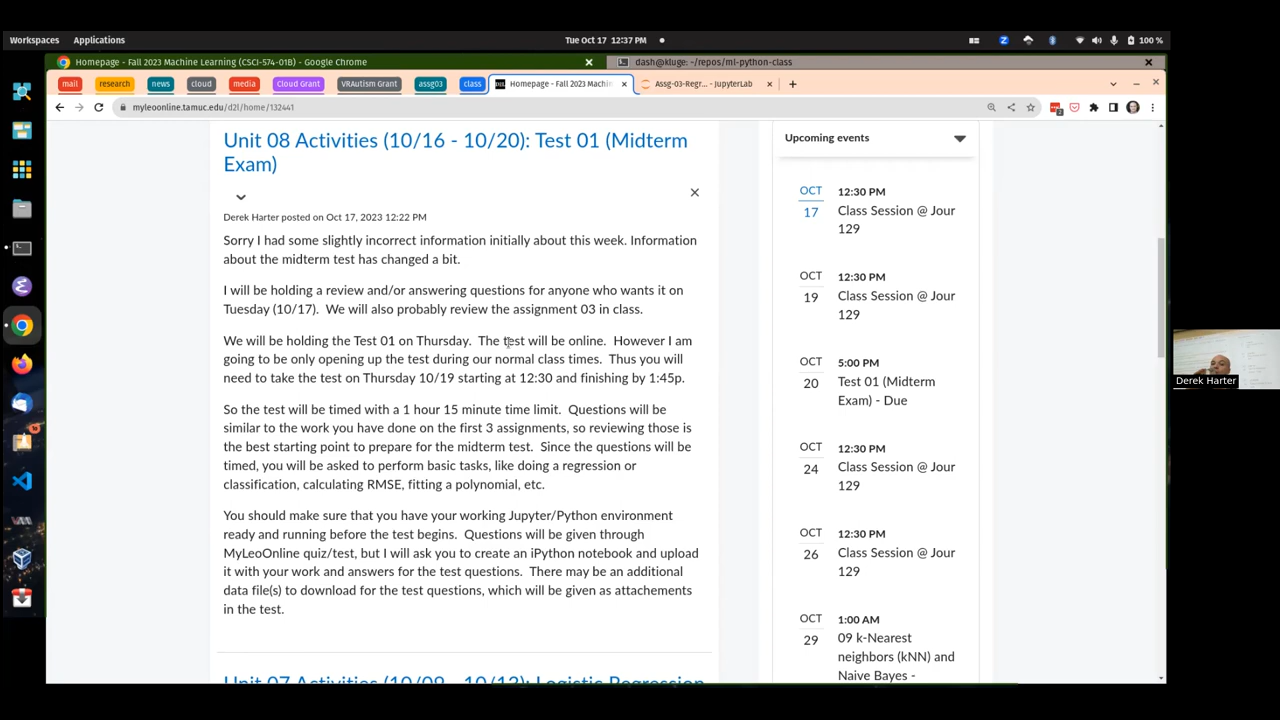 Workspaces Applications Tue Oct 17 12:37 PM 100 %
Homepage - Fall 2023 Machine Learning (CSCI-574-01B) - Google Chrome
dash@kluge: ~/repos/ml-python-class
mail research news cloud media Cloud Grant VRAutism Grant assg03 class Homepage - Fall 2023 Machin Assg-03-Regr... - JupyterLab
myleoonline.tamuc.edu/d2l/home/132441
Unit 08 Activities (10/16 - 10/20): Test 01 (Midterm
Exam)
Derek Harter posted on Oct 17, 2023 12:22 PM
Sorry I had some slightly incorrect information initially about this week. Information
about the midterm test has changed a bit.
I will be holding a review and/or answering questions for anyone who wants it on
Tuesday (10/17). We will also probably review the assignment 03 in class.
We will be holding the Test 01 on Thursday. The test will be online. However I am
going to be only opening up the test during our normal class times. Thus you will
need to take the test on Thursday 10/19 starting at 12:30 and finishing by 1:45p.
So the test will be timed with a 1 hour 15 minute time limit. Questions will be
similar to the work you have done on the first 3 assignments, so reviewing those is
the best starting point to prepare for the midterm test. Since the questions will be
timed, you will be asked to perform basic tasks, like doing a regression or
classification, calculating RMSE, fitting a polynomial, etc.
You should make sure that you have your working Jupyter/Python environment
ready and running before the test begins. Questions will be given through
MyLeoOnline quiz/test, but I will ask you to create an iPython notebook and upload
it with your work and answers for the test questions. There may be an additional
data file(s) to download for the test questions, which will be given as attachements
in the test.
Unit 07 Activities (10/09 - 10/13): Logistic Regression
Upcoming events
OCT
17
12:30 PM
Class Session @ Jour
129
OCT
19
12:30 PM
Class Session @ Jour
129
OCT
20
5:00 PM
Test 01 (Midterm
Exam) - Due
OCT
24
12:30 PM
Class Session @ Jour
129
OCT
26
12:30 PM
Class Session @ Jour
129
OCT
29
1:00 AM
09 k-Nearest
neighbors (kNN) and
Naive Bayes -
Derek Harter